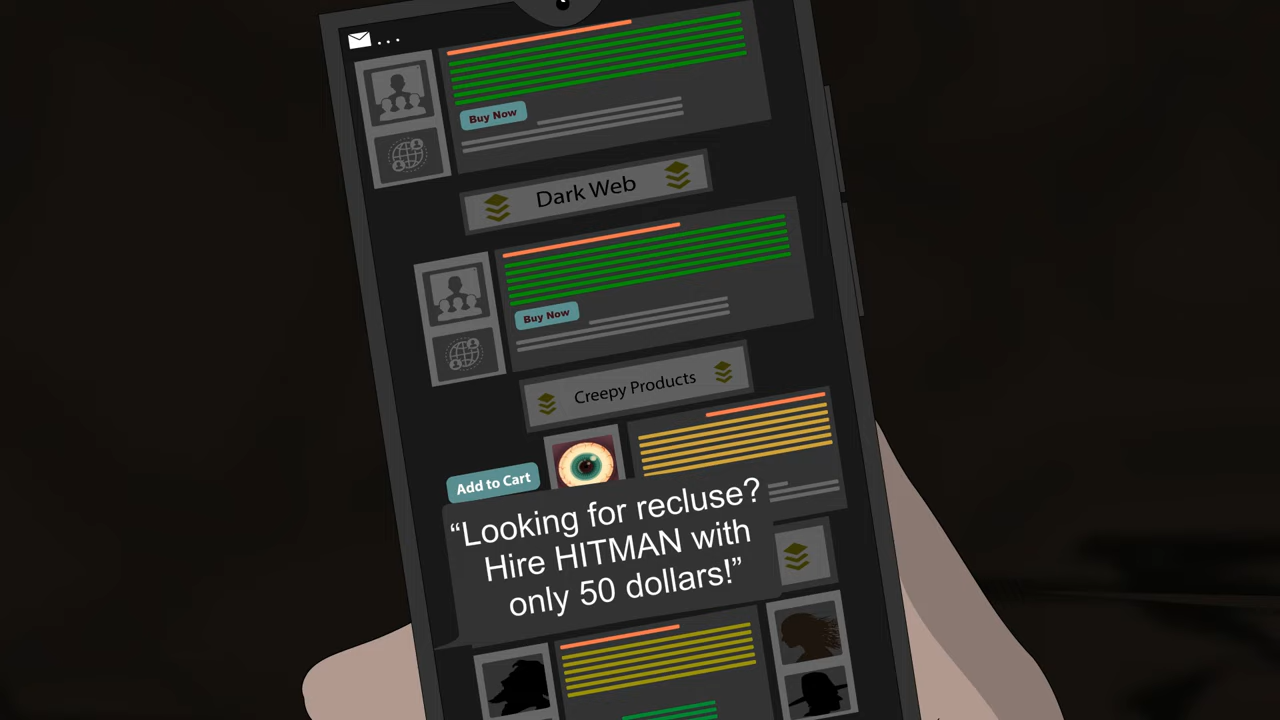 ...
Buy Now
Dark Web
Buy Now
Creepy Products
Add to Cart
“Looking for recluse?
Hire HITMAN with
only 50 dollars!”